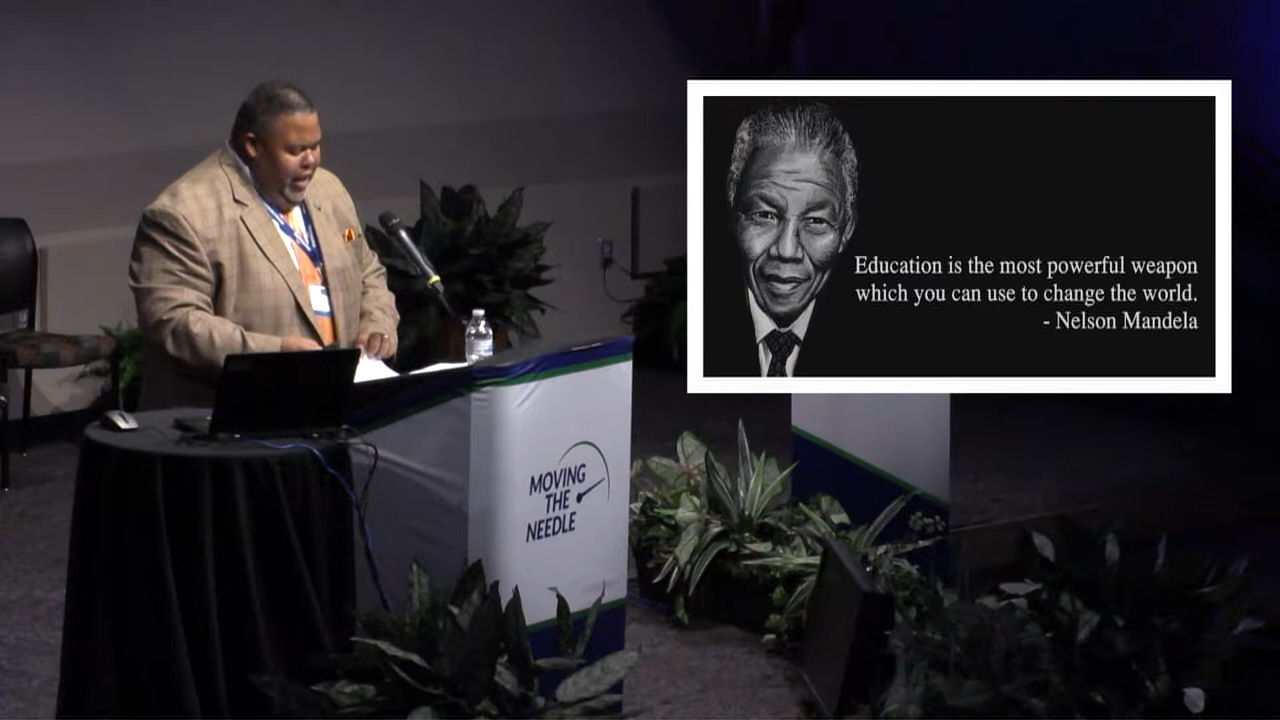 Education is the most powerful weapon
which you can use to change the world.
- Nelson Mandela
MOVING
THE
NEEDLE